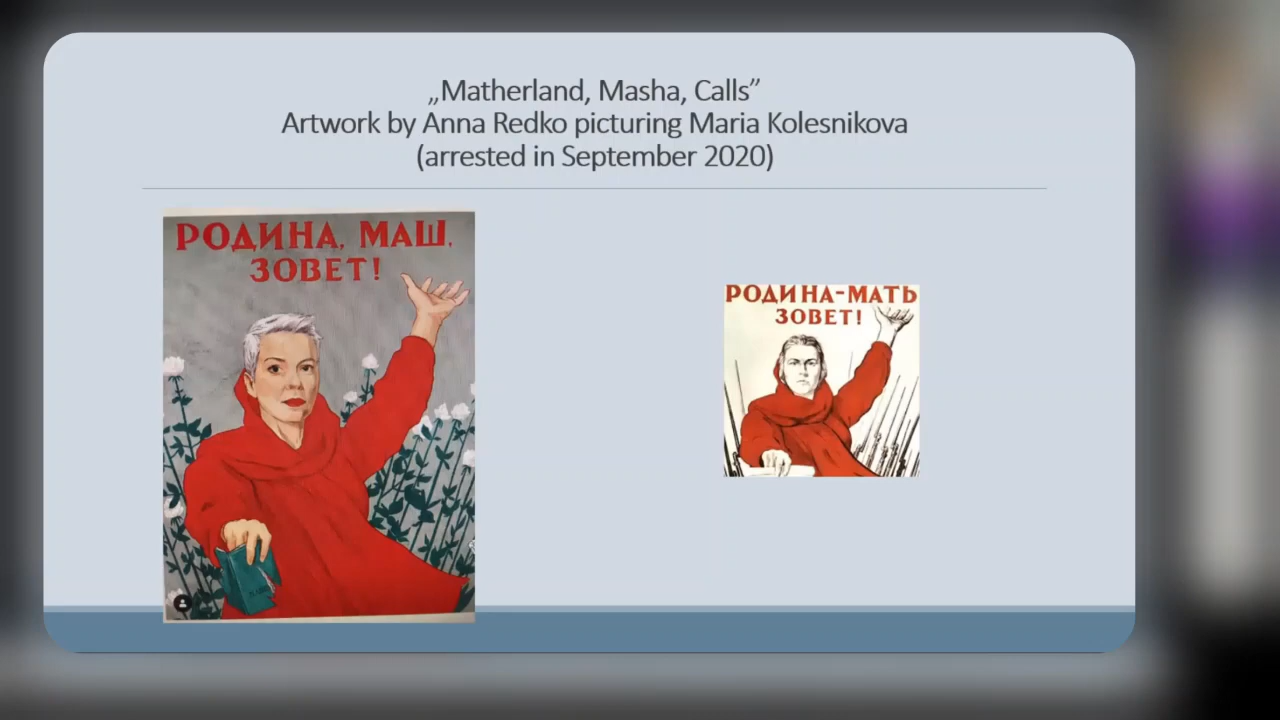 „Matherland, Masha, Calls”
Artwork by Anna Redko picturing Maria Kolesnikova
(arrested in September 2020)
РОДИНА, МАШ,
ЗОВЕТ!
РОДИНА-МАТЬ
ЗОВЕТ!